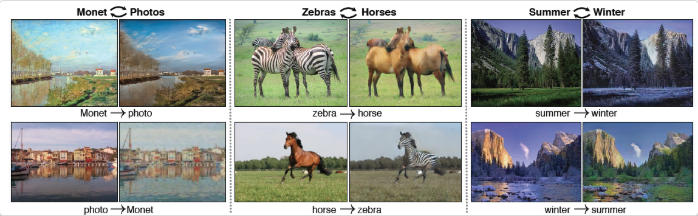 Monet Photos
Zebras Horses
Summer Winter
Monet → photo
zebra → horse
summer → winter
photo → Monet
horse → zebra
winter → summer